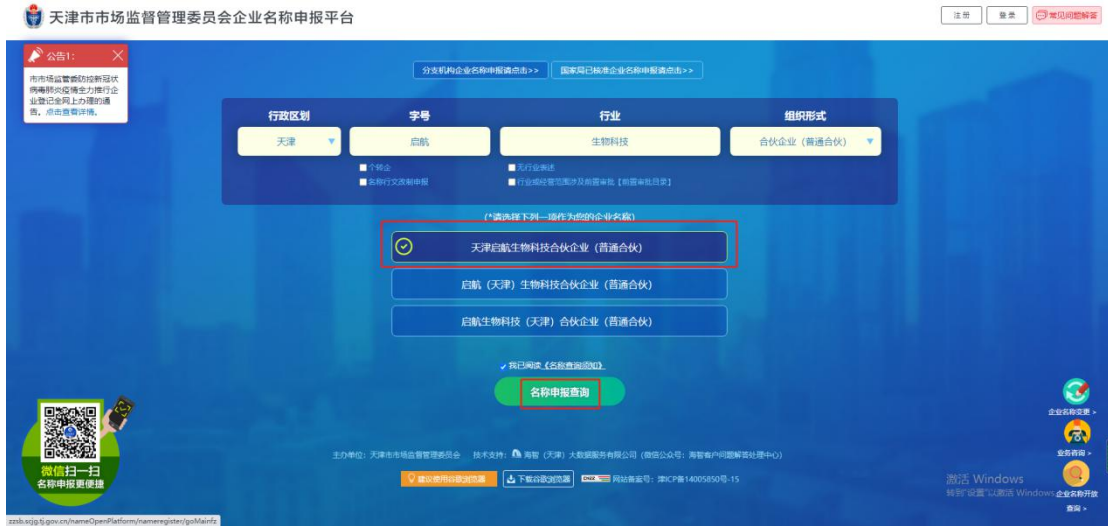 天津市市场监督管理委员会企业名称申报平台
注册
登录
常见问题解答
公告1:
市市场监管委防控新冠状
病毒肺炎疫情全力推行企
业登记全网上办理的通
告。点击查看详情。
分支机构企业名称申报请点击>>
国家局已核准企业名称申报请点击>>
行政区划
字号
行业
组织形式
天津
启航
生物科技
合伙企业（普通合伙）
个转企
无行业表述
名称行文改制申报
行业或经营范围涉及前置审批【前置审批目录】
(*请选择下列一项作为您的企业名称)
天津启航生物科技合伙企业（普通合伙）
启航（天津）生物科技合伙企业（普通合伙）
启航生物科技（天津）合伙企业（普通合伙）
我已阅读《名称查询须知》
名称申报查询
企业名称变更 >
业务咨询 >
企业名称开放
查询 >
微信扫一扫
名称申报更便捷
主办单位：天津市市场监督管理委员会 技术支持： 海智（天津）大数据服务有限公司（微信公众号：海智客户问题解答处理中心）
建议使用谷歌浏览器
下载谷歌浏览器
网站备案号：津ICP备14005850号-15
激活 Windows
转到"设置"以激活 Windows。
zzsb.scjg.tj.gov.cn/nameOpenPlatform/nameregister/goMainfz